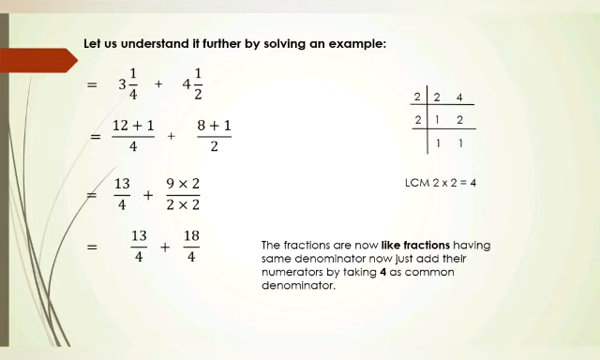 Let us understand it further by solving an example:
= 3 1/4 + 4 1/2
= 12 + 1/4 + 8 + 1/2
= 13/4 + 9 × 2/2 × 2
= 13/4 + 18/4
2 | 2 4
2 | 1 2
| 1 1
LCM 2 x 2 = 4
The fractions are now like fractions having
same denominator now just add their
numerators by taking 4 as common
denominator.